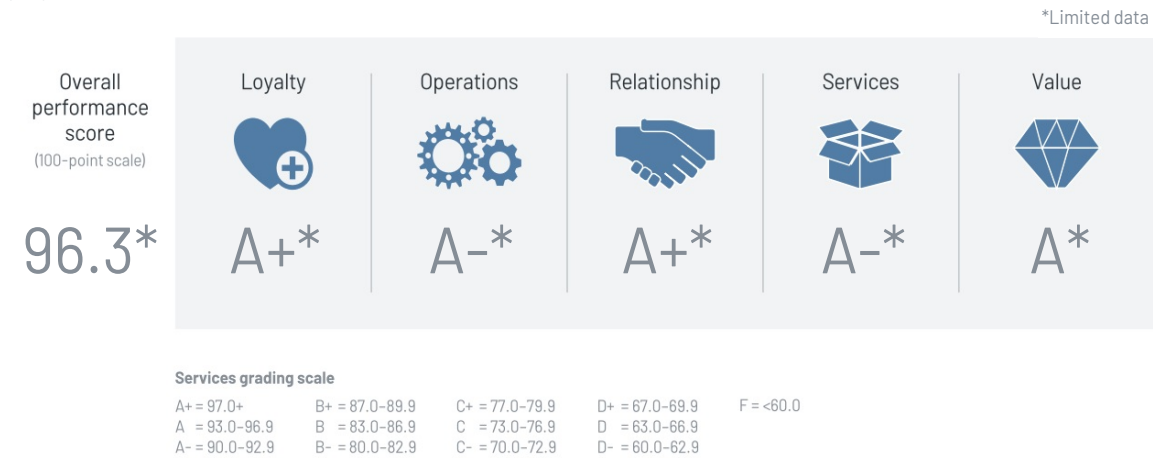 *Limited data
Overall
performance
score
(100-point scale)
96.3*
Loyalty
A+*
Operations
A-*
Relationship
A+*
Services
A-*
Value
A*
Services grading scale
A+ = 97.0+
A = 93.0–96.9
A- = 90.0–92.9
B+ = 87.0–89.9
B = 83.0–86.9
B- = 80.0–82.9
C+ = 77.0–79.9
C = 73.0–76.9
C- = 70.0–72.9
D+ = 67.0–69.9
D = 63.0–66.9
D- = 60.0–62.9
F = <60.0